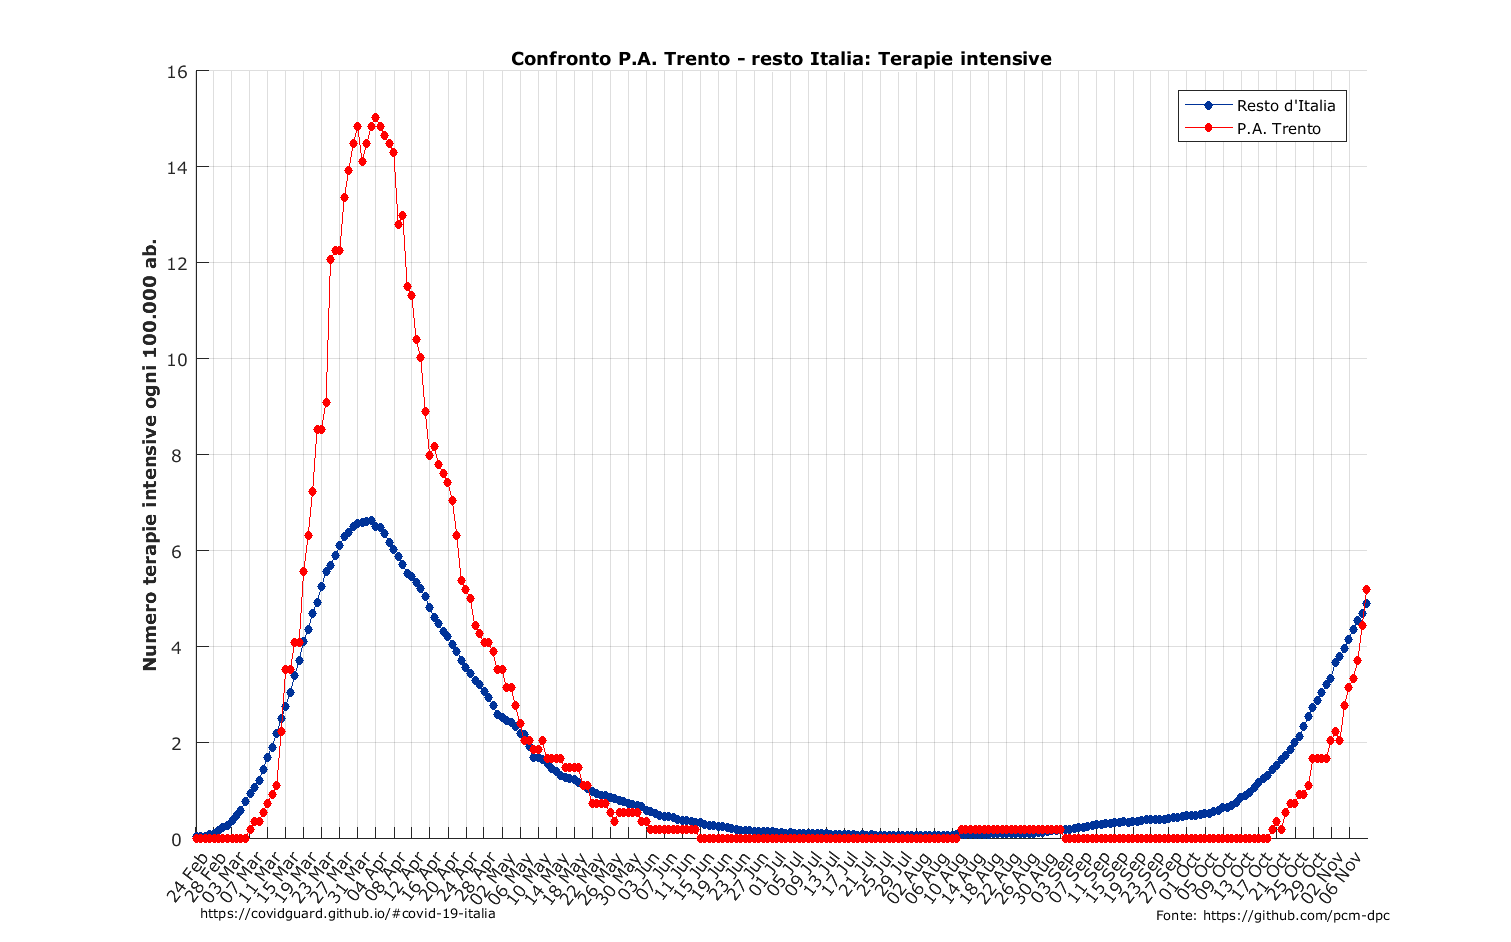 Confronto P.A. Trento - resto Italia: Terapie intensive
Resto d'Italia
P.A. Trento
Numero terapie intensive ogni 100.000 ab.
16
14
12
10
8
6
4
2
0
24 Feb
28 Feb
03 Mar
07 Mar
11 Mar
15 Mar
19 Mar
23 Mar
27 Mar
31 Mar
04 Apr
08 Apr
12 Apr
16 Apr
20 Apr
24 Apr
28 Apr
02 May
06 May
10 May
14 May
18 May
22 May
26 May
30 May
03 Jun
07 Jun
11 Jun
15 Jun
19 Jun
23 Jun
27 Jun
01 Jul
05 Jul
09 Jul
13 Jul
17 Jul
21 Jul
25 Jul
29 Jul
02 Aug
06 Aug
10 Aug
14 Aug
18 Aug
22 Aug
26 Aug
30 Aug
03 Sep
07 Sep
11 Sep
15 Sep
19 Sep
23 Sep
27 Sep
01 Oct
05 Oct
09 Oct
13 Oct
17 Oct
21 Oct
25 Oct
29 Oct
02 Nov
06 Nov
https://covidguard.github.io/#covid-19-italia
Fonte: https://github.com/pcm-dpc